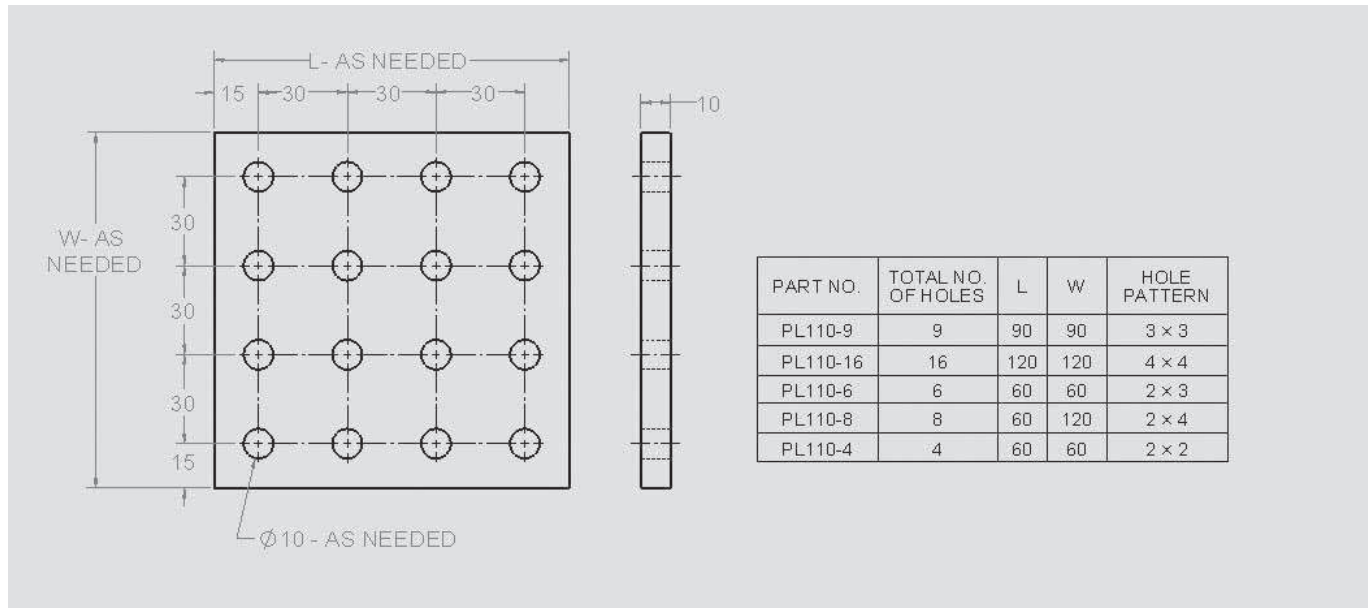 L- AS NEEDED
15 30 30 30
10
30
W- AS
NEEDED
30
30
15
Ø10 - AS NEEDED
PART NO. TOTAL NO. OF HOLES L W HOLE PATTERN
PL110-9 9 90 90 3 × 3
PL110-16 16 120 120 4 × 4
PL110-6 6 60 60 2 × 3
PL110-8 8 60 120 2 × 4
PL110-4 4 60 60 2 × 2